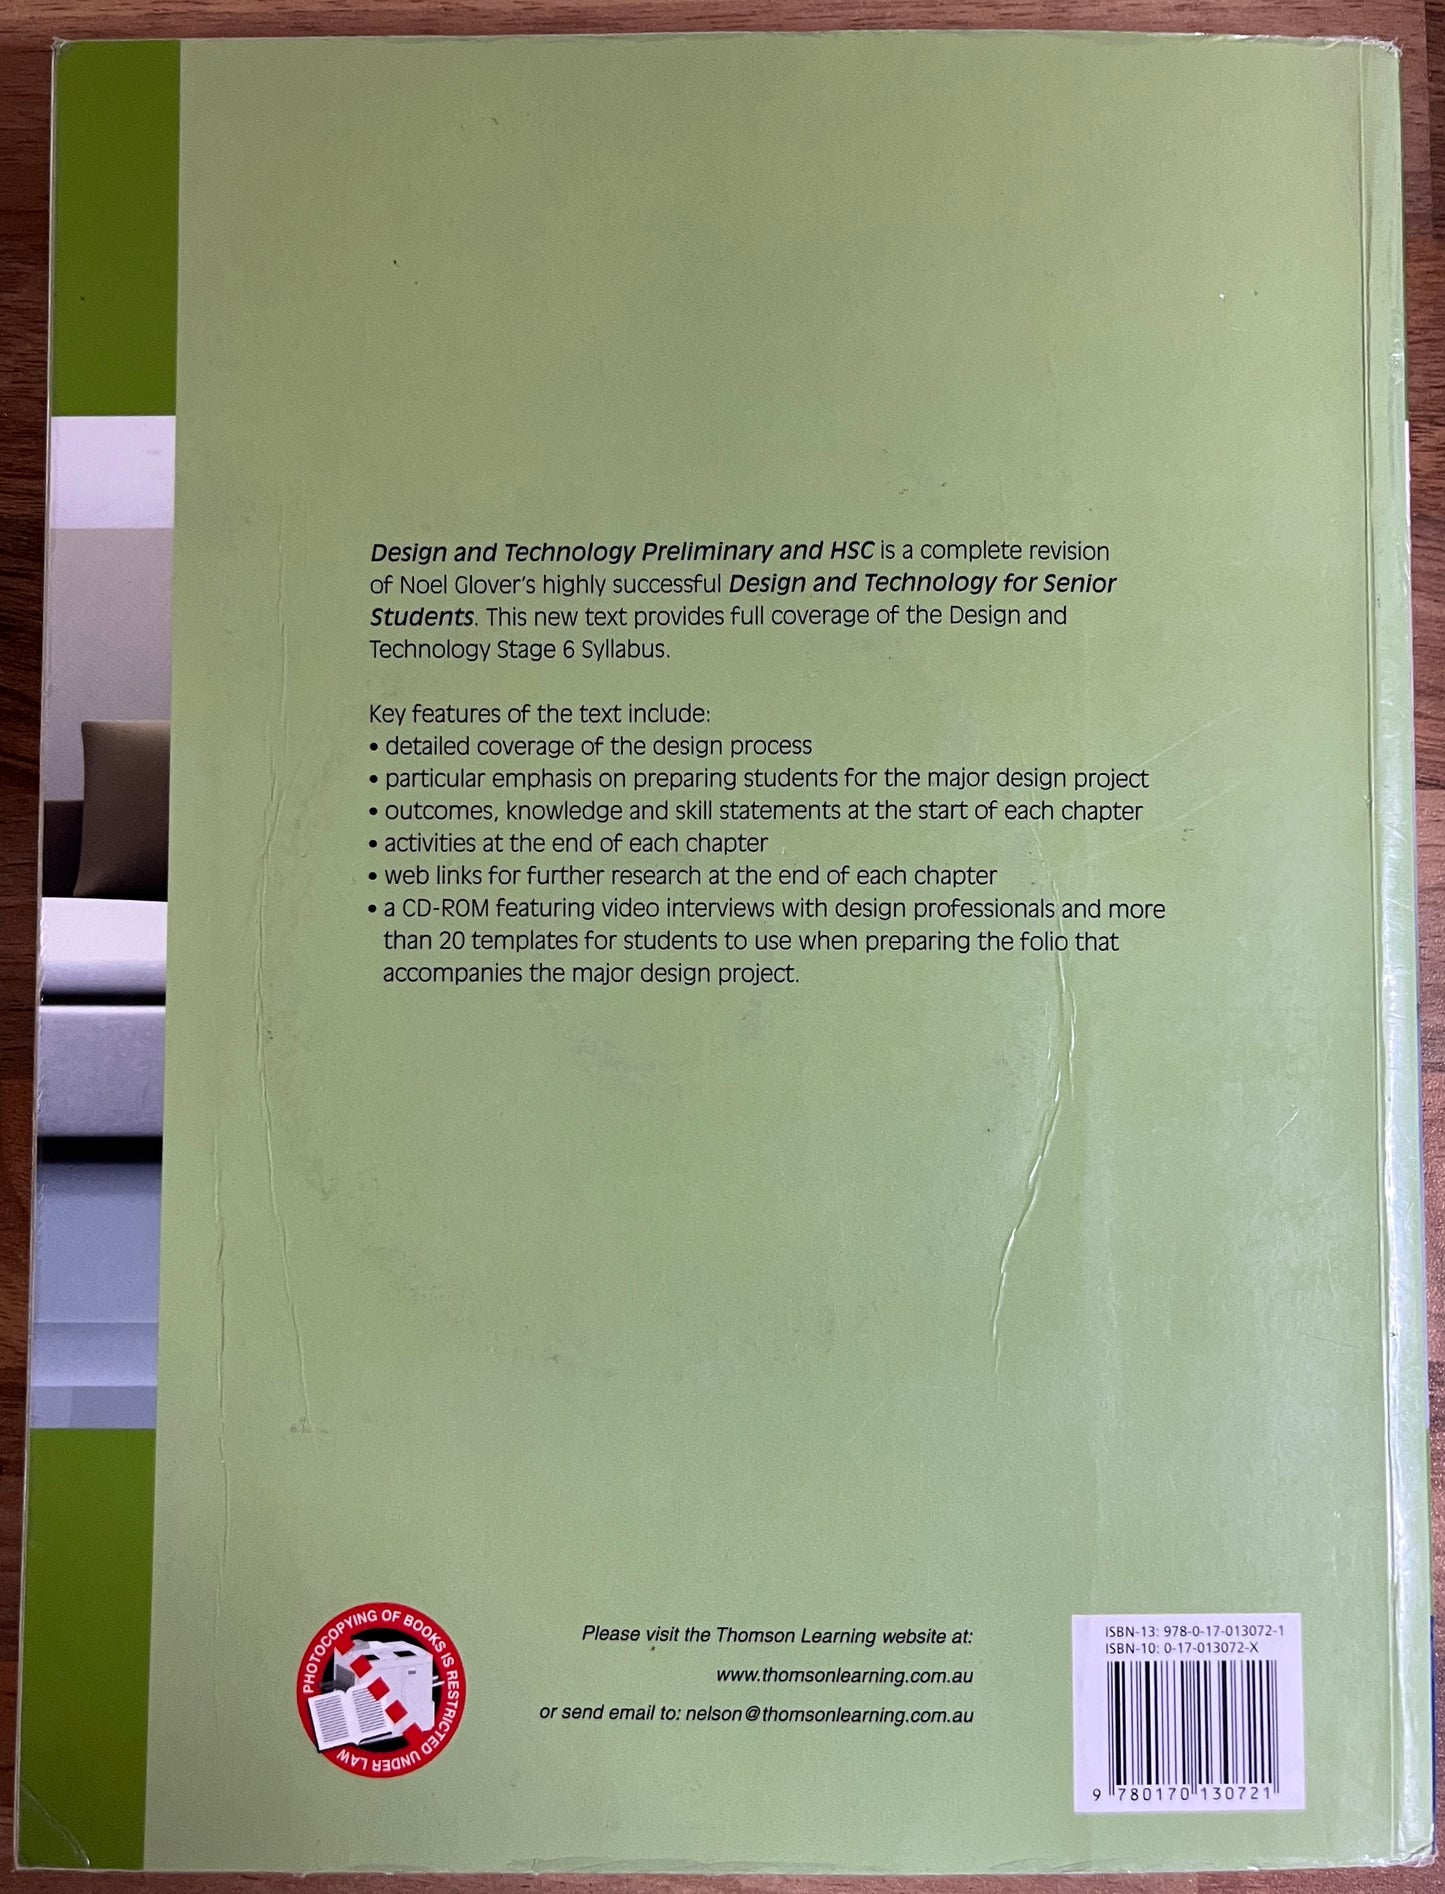 Design and Technology Preliminary and HSC is a complete revision
of Noel Glover's highly successful Design and Technology for Senior
Students. This new text provides full coverage of the Design and
Technology Stage 6 Syllabus.
Key features of the text include:
• detailed coverage of the design process
• particular emphasis on preparing students for the major design project
• outcomes, knowledge and skill statements at the start of each chapter
• activities at the end of each chapter
• web links for further research at the end of each chapter
• a CD-ROM featuring video interviews with design professionals and more
than 20 templates for students to use when preparing the folio that
accompanies the major design project.
PHOTOCOPYING OF BOOKS IS RESTRICTED UNDER LAW
Please visit the Thomson Learning website at:
www.thomsonlearning.com.au
or send email to: nelson@thomsonlearning.com.au
ISBN-13: 978-0-17-013072-1
ISBN-10: 0-17-013072-X
9 780170 130721